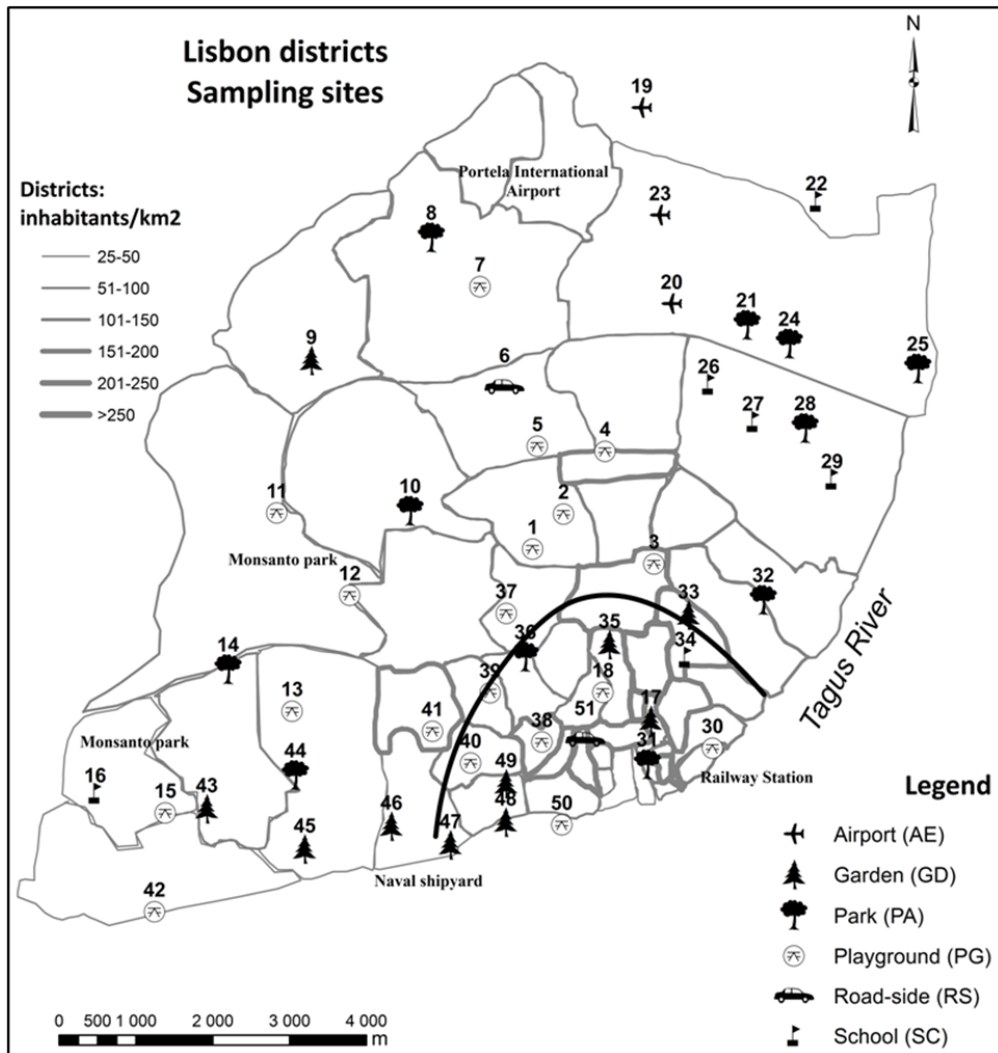 Lisbon districts
Sampling sites
N
19
Portela International
Airport
Districts:
inhabitants/km2
25-50
51-100
101-150
151-200
201-250
>250
22
23
8
7
20
21
24
25
9
6
26
27
28
5
4
29
11
10
2
1
3
Monsanto park
12
32
33
37
35
36
34
14
39
18
13
17
41
51
38
30
Monsanto park
40
31
44
49
Railway Station
16
43
15
46
48
50
45
47
Naval shipyard
42
Tagus River
Legend
Airport (AE)
Garden (GD)
Park (PA)
Playground (PG)
Road-side (RS)
School (SC)
0 500 1 000 2 000 3 000 4 000
m